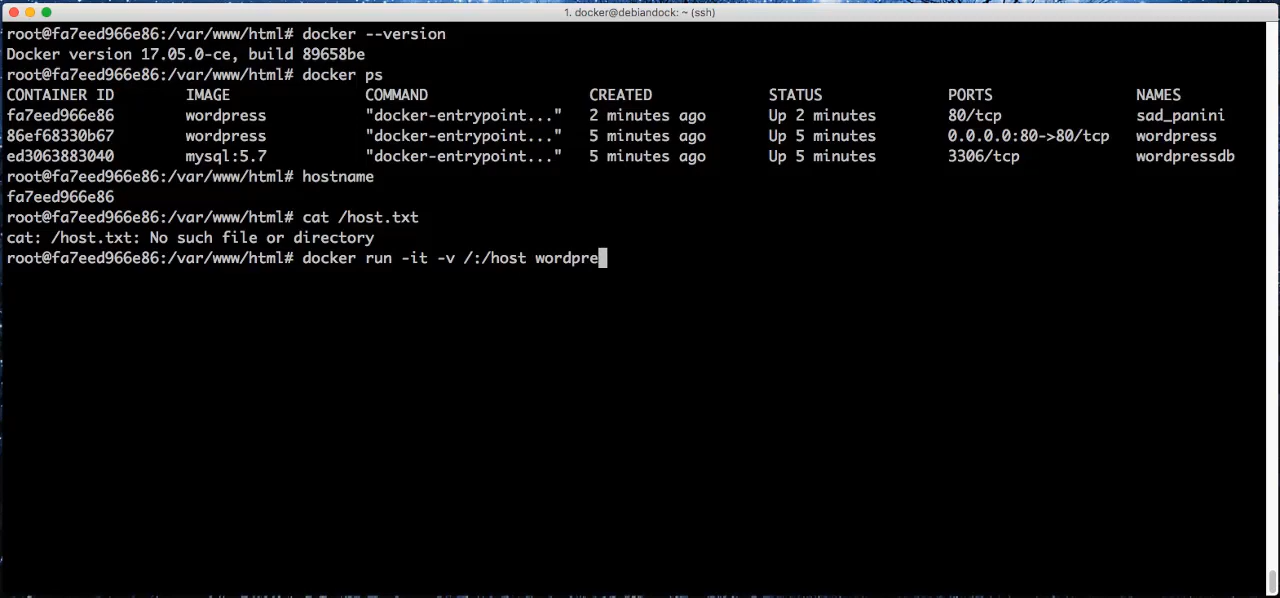 1. docker@debiandock: ~ (ssh)
root@fa7eed966e86:/var/www/html# docker --version
Docker version 17.05.0-ce, build 89658be
root@fa7eed966e86:/var/www/html# docker ps
CONTAINER ID IMAGE COMMAND CREATED STATUS PORTS NAMES
fa7eed966e86 wordpress "docker-entrypoint..." 2 minutes ago Up 2 minutes 80/tcp sad_panini
86ef68330b67 wordpress "docker-entrypoint..." 5 minutes ago Up 5 minutes 0.0.0.0:80->80/tcp wordpress
ed3063883040 mysql:5.7 "docker-entrypoint..." 5 minutes ago Up 5 minutes 3306/tcp wordpressdb
root@fa7eed966e86:/var/www/html# hostname
fa7eed966e86
root@fa7eed966e86:/var/www/html# cat /host.txt
cat: /host.txt: No such file or directory
root@fa7eed966e86:/var/www/html# docker run -it -v /:/host wordpre